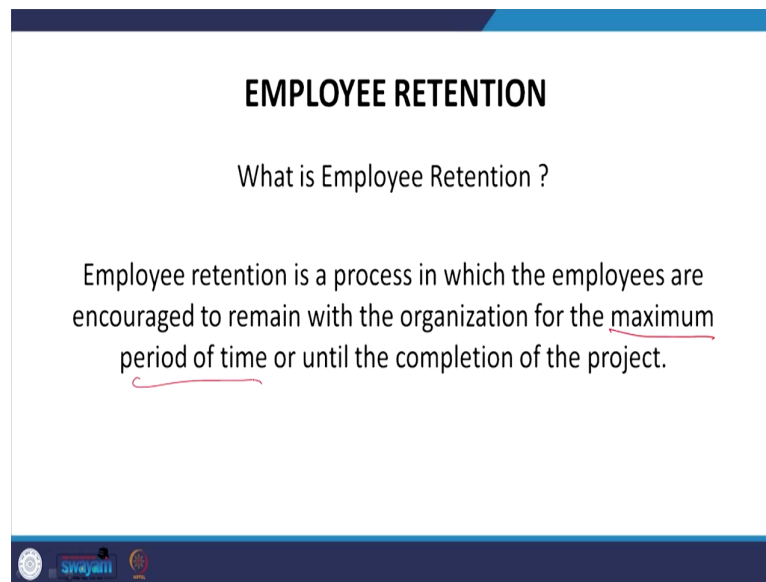 EMPLOYEE RETENTION
What is Employee Retention ?
Employee retention is a process in which the employees are
encouraged to remain with the organization for the maximum
period of time or until the completion of the project.
swayam